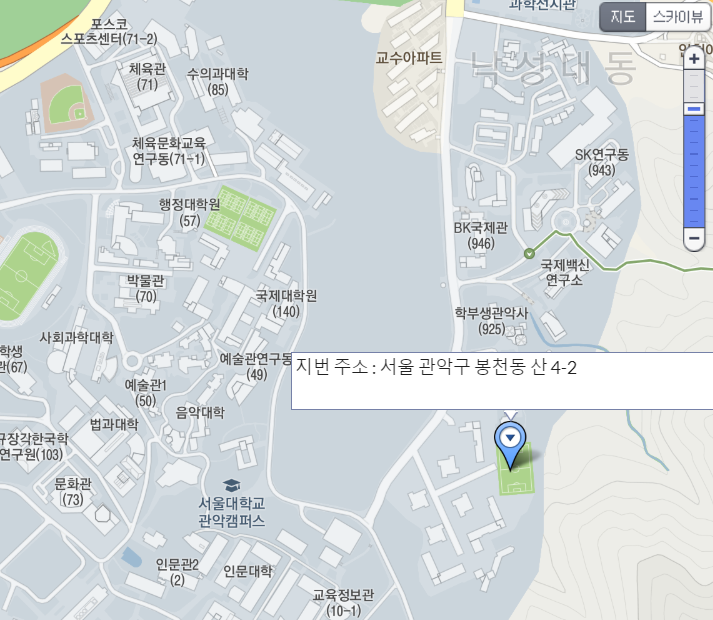 과학전시관
지도
스카이뷰
포스코
스포츠센터(71-2)
교수아파트
낙성대동
체육관
(71)
수의과대학
(85)
체육문화교육
연구동(71-1)
SK연구동
(943)
행정대학원
(57)
BK국제관
(946)
국제백신
연구소
박물관
(70)
국제대학원
(140)
학부생관악사
(925)
사회과학대학
학생
관(67)
예술관연구동
(49)
지번 주소 : 서울 관악구 봉천동 산 4-2
예술관1
(50)
음악대학
법과대학
규장각한국학
연구원(103)
문화관
(73)
서울대학교
관악캠퍼스
인문관2
(2)
인문대학
교육정보관
(10-1)